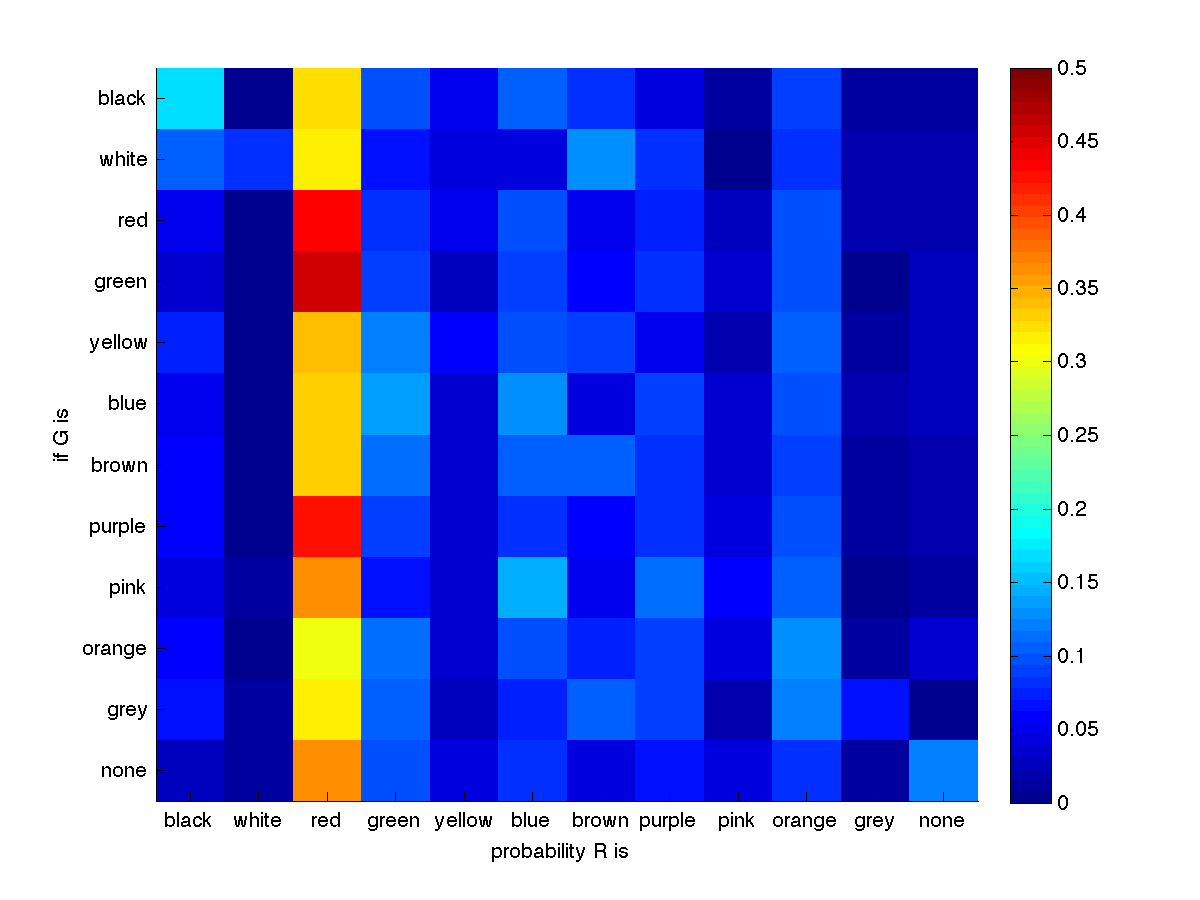 black
white
red
green
yellow
blue
brown
purple
pink
orange
grey
none
if G is
black white red green yellow blue brown purple pink orange grey none
probability R is
0.5
0.45
0.4
0.35
0.3
0.25
0.2
0.15
0.1
0.05
0